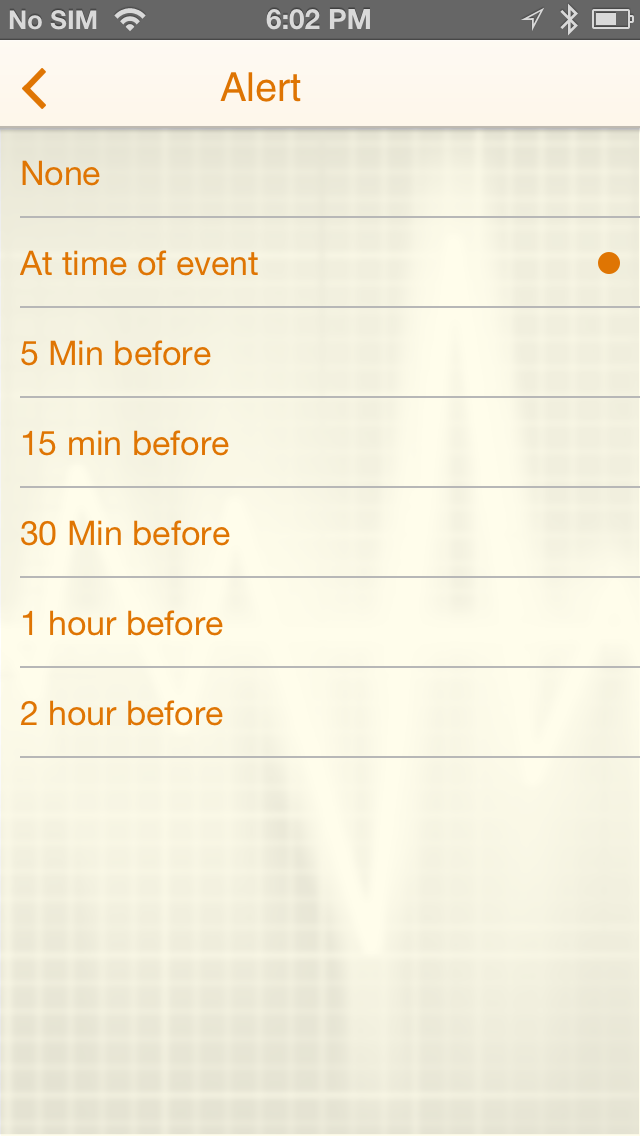 No SIM 6:02 PM
Alert
None
At time of event
5 Min before
15 min before
30 Min before
1 hour before
2 hour before